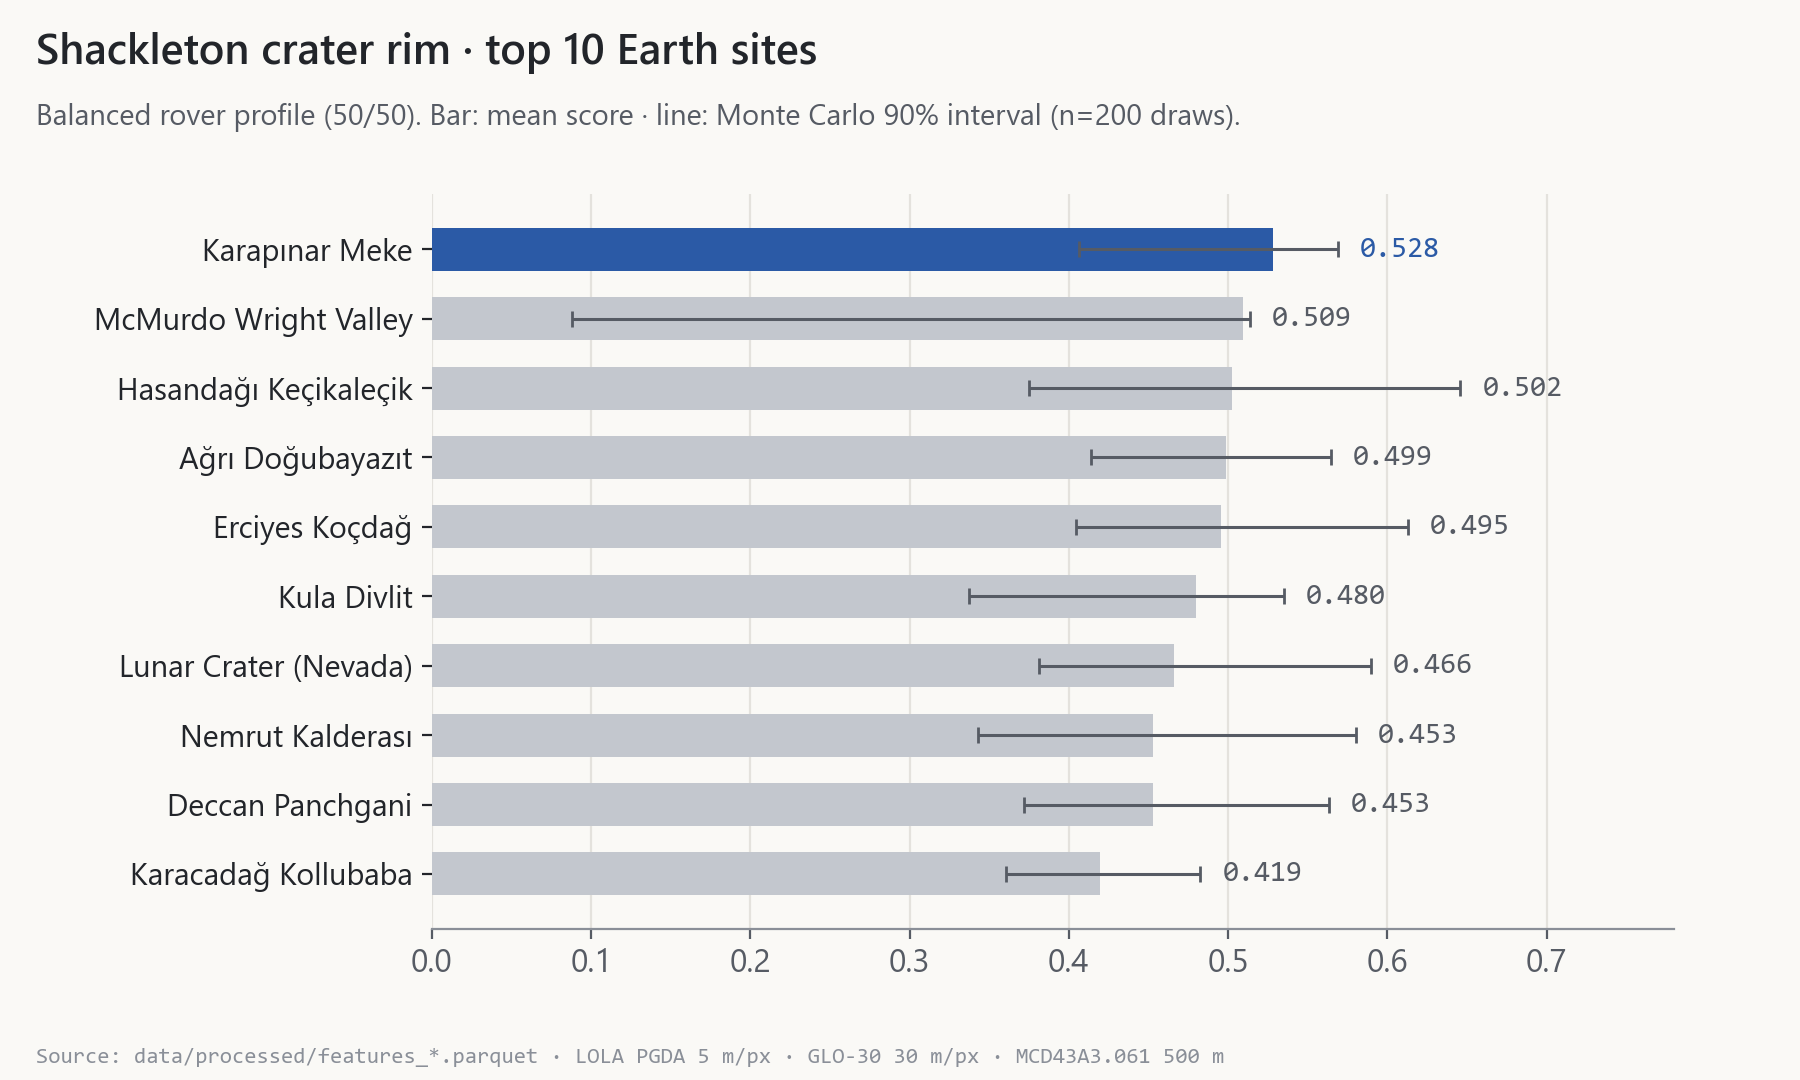 Shackleton crater rim · top 10 Earth sites
Balanced rover profile (50/50). Bar: mean score · line: Monte Carlo 90% interval (n=200 draws).
Karapınar Meke 0.528
McMurdo Wright Valley 0.509
Hasandağı Keçikaleçik 0.502
Ağrı Doğubayazıt 0.499
Erciyes Koçdağ 0.495
Kula Divlit 0.480
Lunar Crater (Nevada) 0.466
Nemrut Kalderası 0.453
Deccan Panchgani 0.453
Karacadağ Kollubaba 0.419
0.0 0.1 0.2 0.3 0.4 0.5 0.6 0.7
Source: data/processed/features_*.parquet · LOLA PGDA 5 m/px · GLO-30 30 m/px · MCD43A3.061 500 m